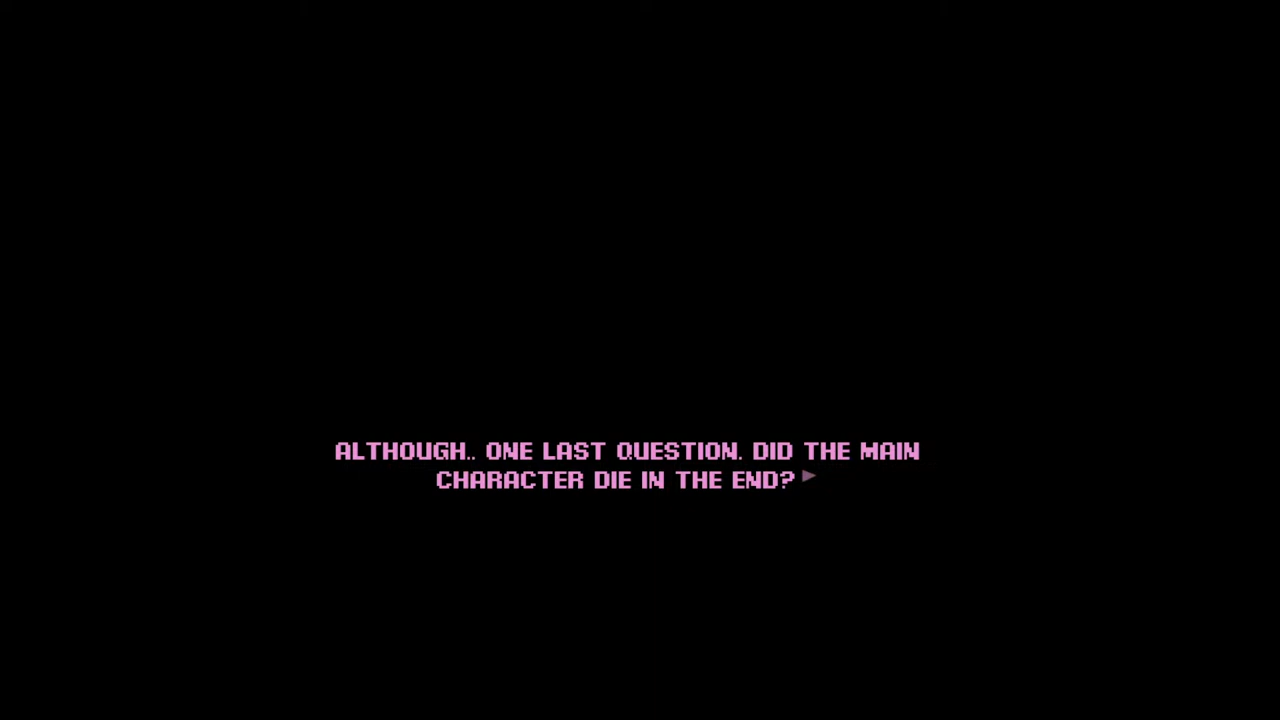 ALTHOUGH.. ONE LAST QUESTION. DID THE MAIN
CHARACTER DIE IN THE END?